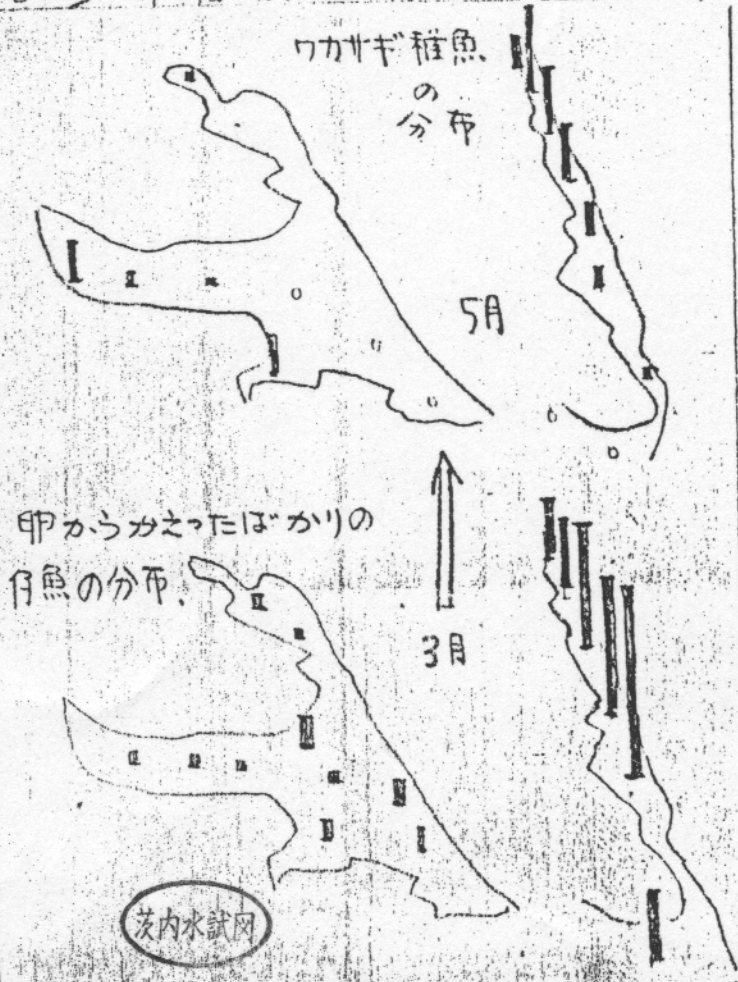 ワカサギ稚魚
の
分布
5月
卵からかえったばかりの
仔魚の分布.
3月
茨内水試図